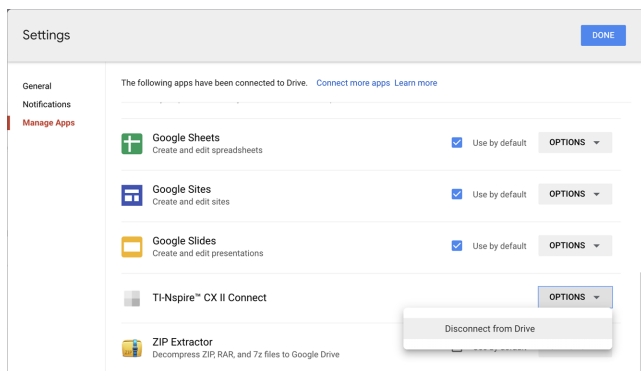 Settings
DONE
General
Notifications
Manage Apps
The following apps have been connected to Drive. Connect more apps Learn more
Google Sheets
Create and edit spreadsheets
Use by default
OPTIONS
Google Sites
Create and edit sites
Use by default
OPTIONS
Google Slides
Create and edit presentations
Use by default
OPTIONS
TI-Nspire™ CX II Connect
OPTIONS
Disconnect from Drive
ZIP Extractor
Decompress ZIP, RAR, and 7z files to Google Drive